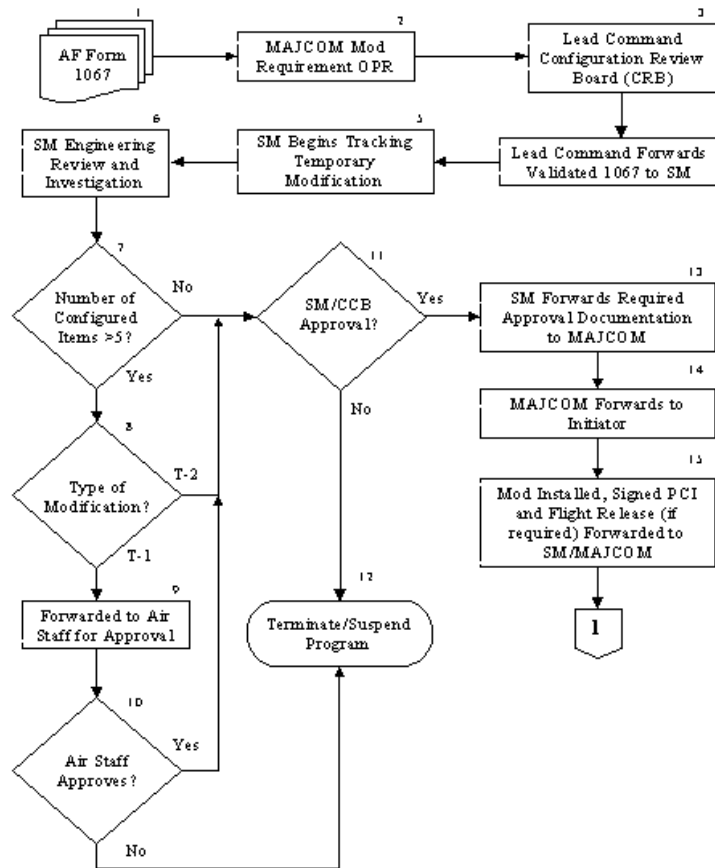 1
AF Form
1067
2
MAJCOM Mod
Requirement OPR
3
Lead Command
Configuration Review
Board (CRB)
Lead Command Forwards
Validated 1067 to SM
5
SM Begins Tracking
Temporary
Modification
6
SM Engineering
Review and
Investigation
7
Number of
Configured
Items >5?
No
Yes
8
Type of
Modification?
T-2
T-1
9
Forwarded to Air
Staff for Approval
10
Air Staff
Approves?
Yes
No
11
SM/CCB
Approval?
Yes
No
12
Terminate/Suspend
Program
13
SM Forwards Required
Approval Documentation
to MAJCOM
14
MAJCOM Forwards to
Initiator
15
Mod Installed, Signed PCI
and Flight Release (if
required) Forwarded to
SM/MAJCOM
1